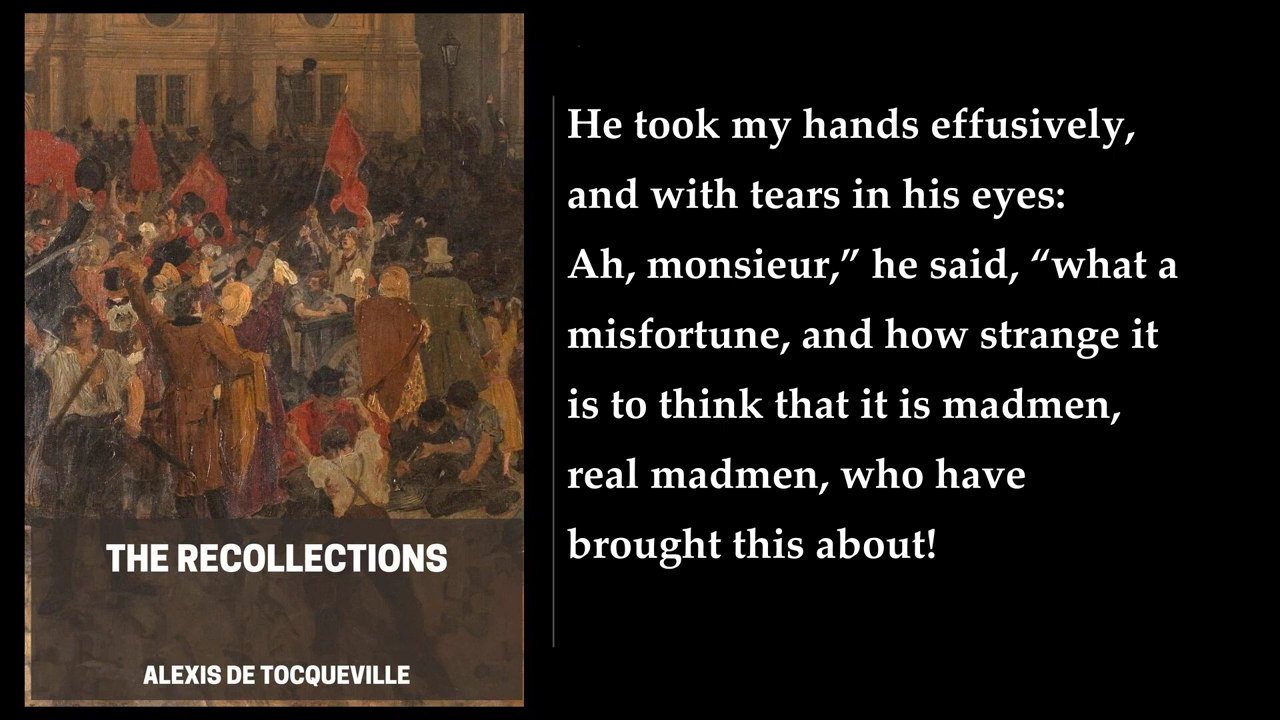 He took my hands effusively,
and with tears in his eyes:
Ah, monsieur,” he said, “what a
misfortune, and how strange it
is to think that it is madmen,
real madmen, who have
brought this about!
THE RECOLLECTIONS
ALEXIS DE TOCQUEVILLE